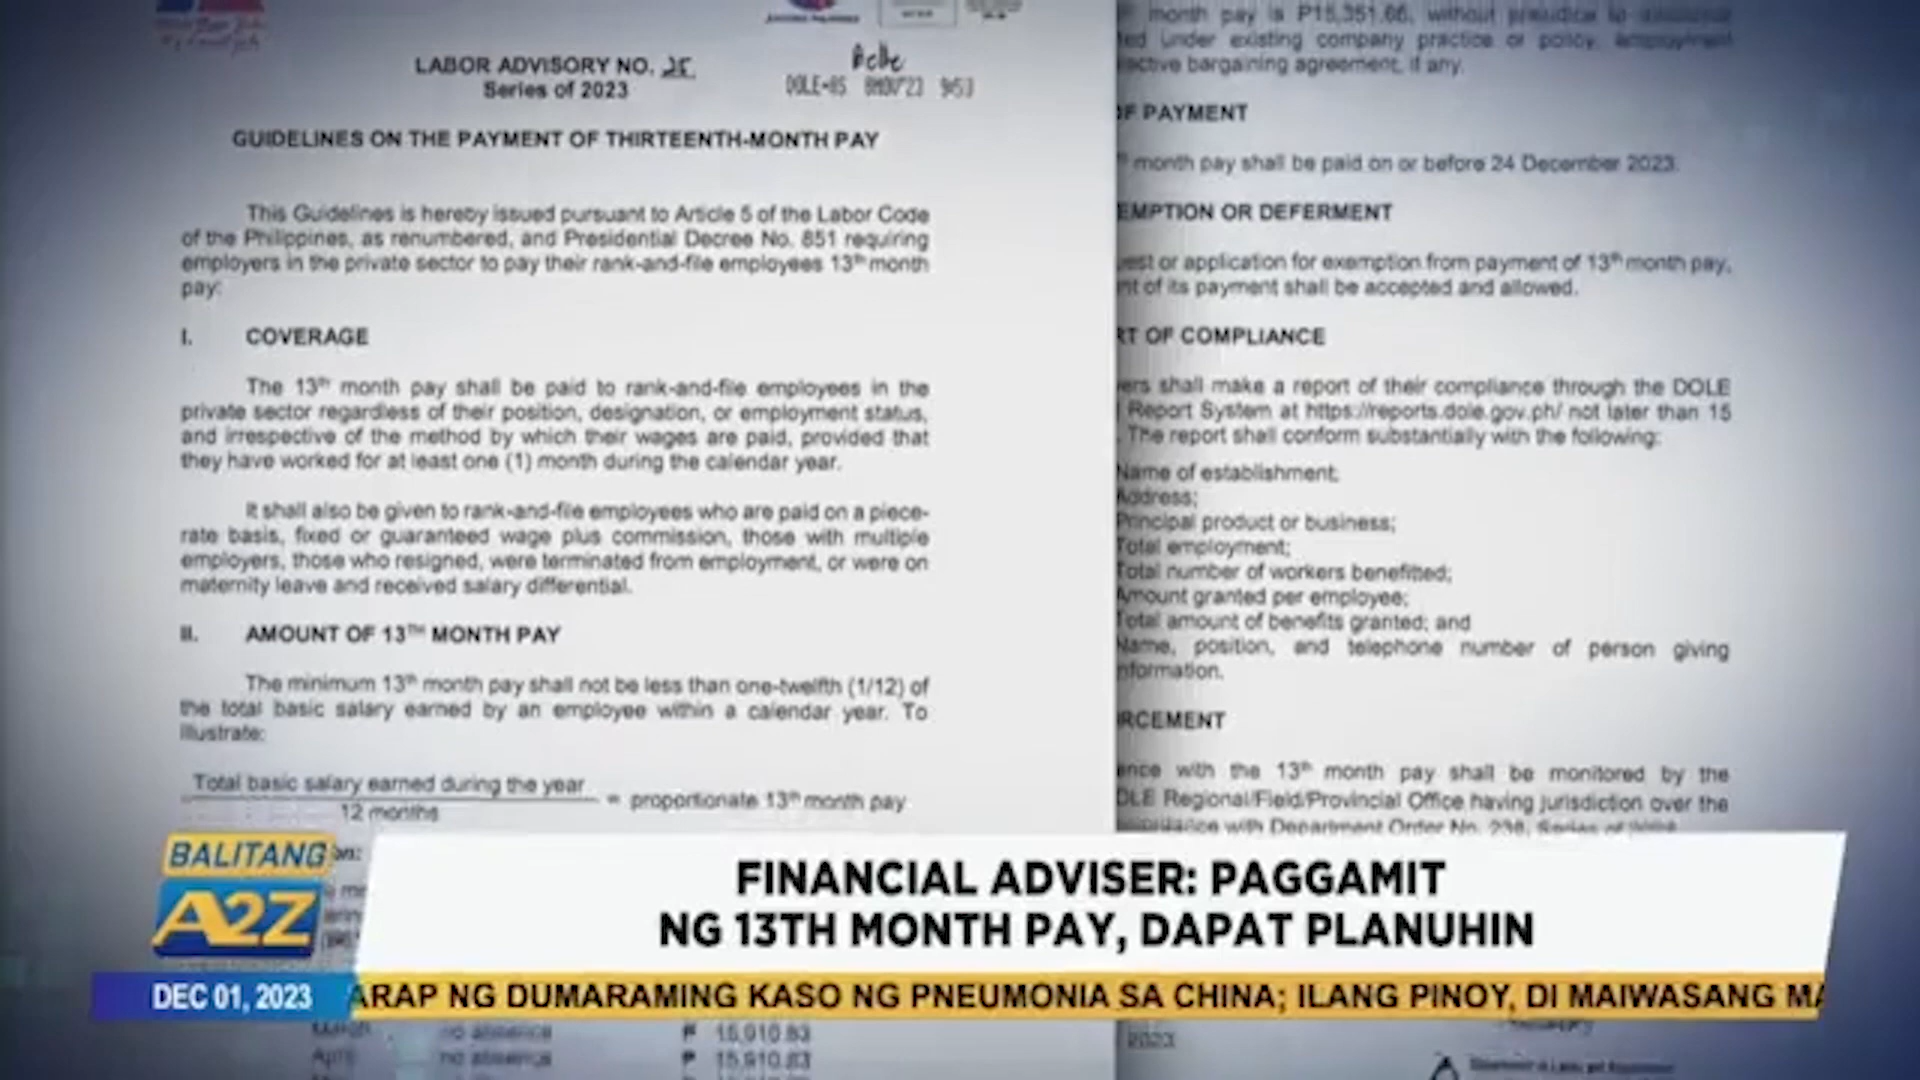 LABOR ADVISORY NO. 25
Series of 2023
GUIDELINES ON THE PAYMENT OF THIRTEENTH-MONTH PAY
This Guidelines is hereby issued pursuant to Article 5 of the Labor Code
of the Philippines, as renumbered, and Presidential Decree No. 851 requiring
employers in the private sector to pay their rank-and-file employees 13th month
pay:
I. COVERAGE
The 13th month pay shall be paid to rank-and-file employees in the
private sector regardless of their position, designation, or employment status,
and irrespective of the method by which their wages are paid, provided that
they have worked for at least one (1) month during the calendar year.
It shall also be given to rank-and-file employees who are paid on a piece-
rate basis, fixed or guaranteed wage plus commission, those with multiple
employers, those who resigned, were terminated from employment, or were on
maternity leave and received salary differential.
II. AMOUNT OF 13TH MONTH PAY
The minimum 13th month pay shall not be less than one-twelfth (1/12) of
the total basic salary earned by an employee within a calendar year. To
illustrate:
Total basic salary earned during the year
= proportionate 13th month pay
12 months
no absence ₱ 15,910.83
April no absence ₱ 15,910.83
month pay is P15,351.66, without prejudice to
under existing company practice or policy, employment
bargaining agreement, if any.
OF PAYMENT
month pay shall be paid on or before 24 December 2023.
EMPTION OR DEFERMENT
est or application for exemption from payment of 13th month pay,
nt of its payment shall be accepted and allowed.
RT OF COMPLIANCE
ers shall make a report of their compliance through the DOLE
Report System at https://reports.dole.gov.ph/ not later than 15
. The report shall conform substantially with the following:
Name of establishment;
Address;
Principal product or business;
Total employment;
Total number of workers benefitted;
Amount granted per employee;
Total amount of benefits granted; and
Name, position, and telephone number of person giving
nformation.
RCEMENT
ence with the 13th month pay shall be monitored by the
DLE Regional/Field/Provincial Office having jurisdiction over the
with Department Order No. 238, Series of
2023
BALITANG
A2Z
FINANCIAL ADVISER: PAGGAMIT
NG 13TH MONTH PAY, DAPAT PLANUHIN
DEC 01, 2023
ARAP NG DUMARAMING KASO NG PNEUMONIA SA CHINA; ILANG PINOY, DI MAIWASANG MA